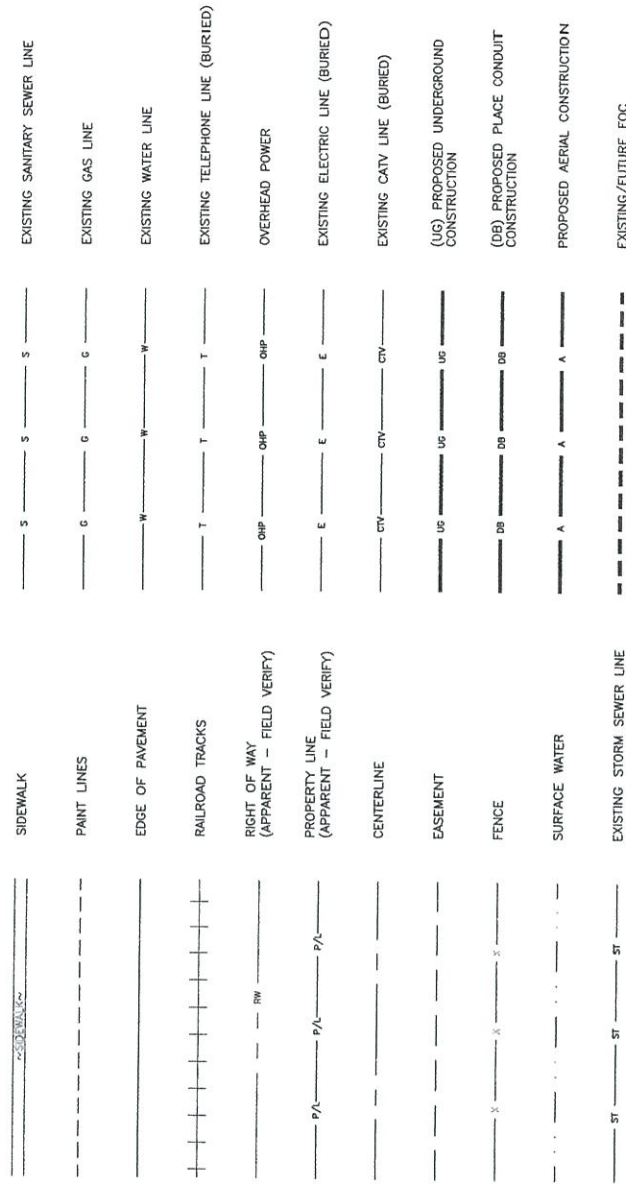 ~SIDEWALK~
SIDEWALK
PAINT LINES
EDGE OF PAVEMENT
RAILROAD TRACKS
RW
RIGHT OF WAY
(APPARENT – FIELD VERIFY)
P/L P/L P/L
PROPERTY LINE
(APPARENT – FIELD VERIFY)
CENTERLINE
EASEMENT
X X X
FENCE
SURFACE WATER
ST ST ST
EXISTING STORM SEWER LINE
S S S
EXISTING SANITARY SEWER LINE
G G G
EXISTING GAS LINE
W W W
EXISTING WATER LINE
T T T
EXISTING TELEPHONE LINE (BURIED)
OHP OHP OHP
OVERHEAD POWER
E E E
EXISTING ELECTRIC LINE (BURIED)
CTV CTV CTV
EXISTING CATV LINE (BURIED)
UG UG UG
(UG) PROPOSED UNDERGROUND
CONSTRUCTION
DB DB DB
(DB) PROPOSED PLACE CONDUIT
CONSTRUCTION
A A A
PROPOSED AERIAL CONSTRUCTION
EXISTING/FUTURE FOC